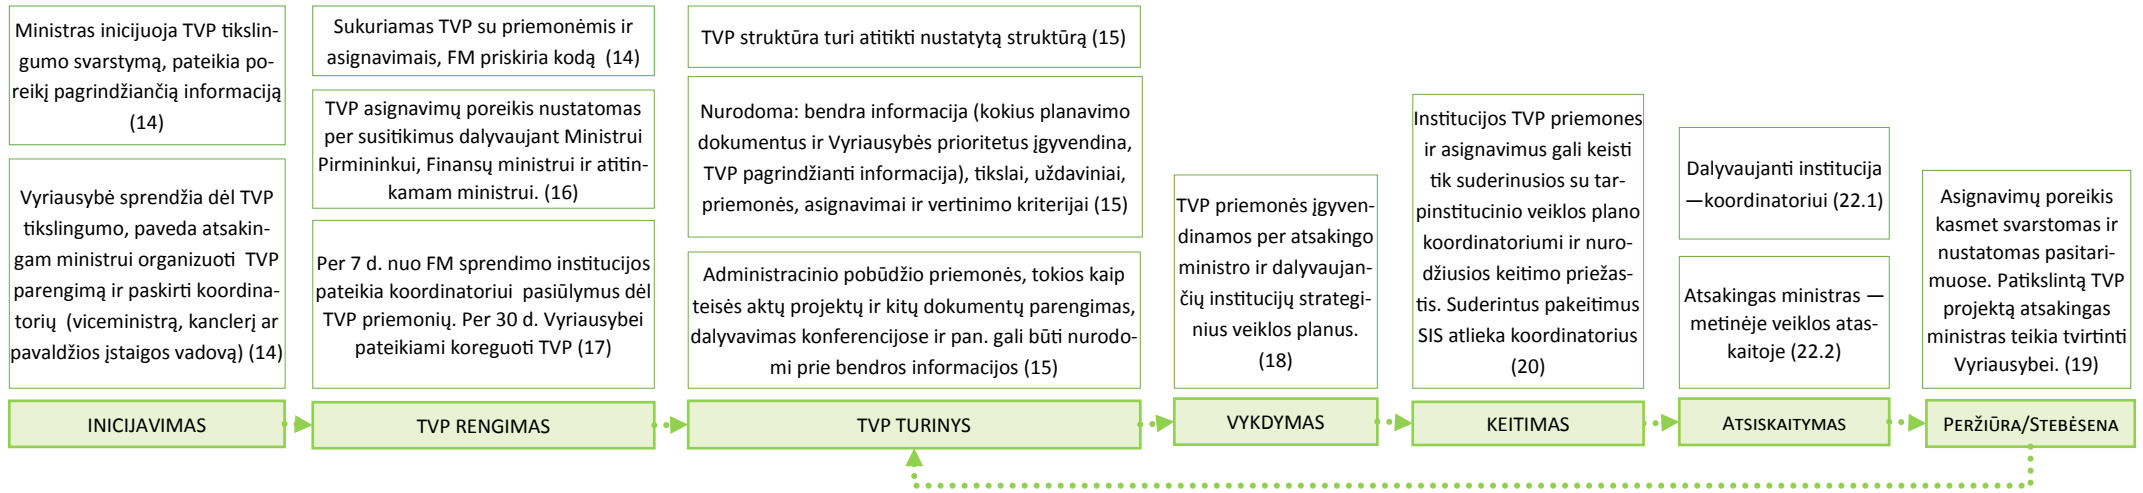 Ministras inicijuoja TVP tikslin-
gumo svarstymą, pateikia po-
reikį pagrindžiančią informaciją
(14)
Vyriausybė sprendžia dėl TVP
tikslingumo, paveda atsakin-
gam ministrui organizuoti TVP
parengimą ir paskirti koordina-
torių (viceministrą, kanclerį ar
pavaldžios įstaigos vadovą) (14)
INICIJAVIMAS
Sukuriamas TVP su priemonėmis ir
asignavimais, FM priskiria kodą (14)
TVP asignavimų poreikis nustatomas
per susitikimus dalyvaujant Ministrui
Pirmininkui, Finansų ministrui ir atitin-
kamam ministrui. (16)
Per 7 d. nuo FM sprendimo institucijos
pateikia koordinatoriui pasiūlymus dėl
TVP priemonių. Per 30 d. Vyriausybei
pateikiami koreguoti TVP (17)
TVP RENGIMAS
TVP struktūra turi atitikti nustatytą struktūrą (15)
Nurodoma: bendra informacija (kokius planavimo
dokumentus ir Vyriausybės prioritetus įgyvendina,
TVP pagrindžianti informacija), tikslai, uždaviniai,
priemonės, asignavimai ir vertinimo kriterijai (15)
Administracinio pobūdžio priemonės, tokios kaip
teisės aktų projektų ir kitų dokumentų parengimas,
dalyvavimas konferencijose ir pan. gali būti nurodo-
mi prie bendros informacijos (15)
TVP TURINYS
TVP priemonės įgyven-
dinamos per atsakingo
ministro ir dalyvaujan-
čių institucijų strategi-
nius veiklos planus.
(18)
VYKDYMAS
Institucijos TVP priemones
ir asignavimus gali keisti
tik suderinusios su tar-
pinstitucinio veiklos plano
koordinatoriumi ir nuro-
džiusios keitimo priežas-
tis. Suderintus pakeitimus
SIS atlieka koordinatorius
(20)
KEITIMAS
Dalyvaujanti institucija
—koordinatoriui (22.1)
Atsakingas ministras —
metinėje veiklos atas-
kaitoje (22.2)
ATSISKAITYMAS
Asignavimų poreikis
kasmet svarstomas ir
nustatomas pasitari-
muose. Patikslintą TVP
projektą atsakingas
ministras teikia tvirtinti
Vyriausybei. (19)
PERŽIŪRA/STEBĖSENA